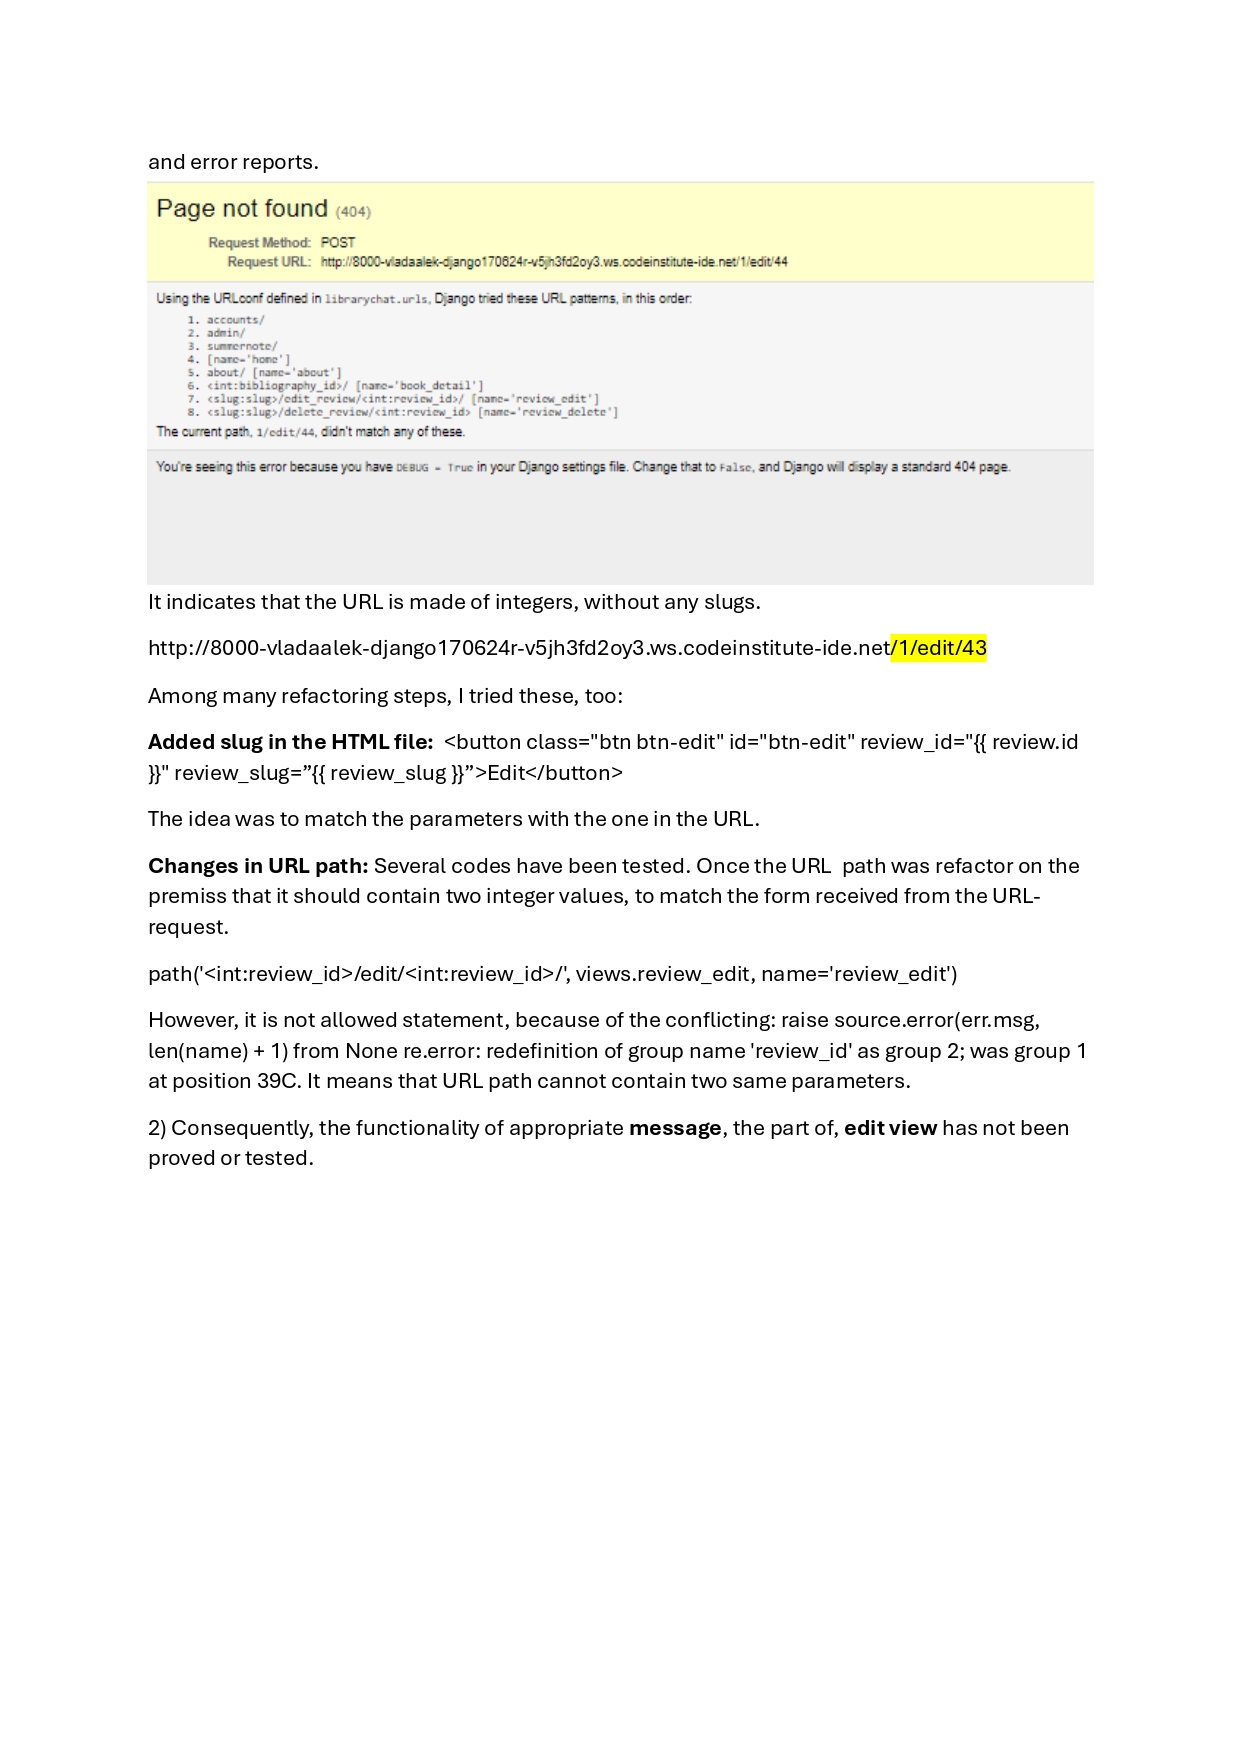 and error reports.
Page not found (404)
Request Method: POST
Request URL: http://8000-vladaalek-django170624r-v5jh3fd2oy3.ws.codeinstitute-ide.net/1/edit/44
Using the URLconf defined in librarychat.urls, Django tried these URL patterns, in this order:
1. accounts/
2. admin/
3. summernote/
4. [name='home']
5. about/ [name='about']
6. <int:bibliography_id>/ [name='book_detail']
7. <slug:slug>/edit_review/<int:review_id>/ [name='review_edit']
8. <slug:slug>/delete_review/<int:review_id> [name='review_delete']
The current path, 1/edit/44, didn't match any of these.
You're seeing this error because you have DEBUG = True in your Django settings file. Change that to False, and Django will display a standard 404 page.
It indicates that the URL is made of integers, without any slugs.
http://8000-vladaalek-django170624r-v5jh3fd2oy3.ws.codeinstitute-ide.net/1/edit/43
Among many refactoring steps, I tried these, too:
Added slug in the HTML file:  <button class="btn btn-edit" id="btn-edit" review_id="{{ review.id
}}" review_slug=”{{ review_slug }}”>Edit</button>
The idea was to match the parameters with the one in the URL.
Changes in URL path: Several codes have been tested. Once the URL  path was refactor on the
premiss that it should contain two integer values, to match the form received from the URL-
request.
path('<int:review_id>/edit/<int:review_id>/', views.review_edit, name='review_edit')
However, it is not allowed statement, because of the conflicting: raise source.error(err.msg,
len(name) + 1) from None re.error: redefinition of group name 'review_id' as group 2; was group 1
at position 39C. It means that URL path cannot contain two same parameters.
2) Consequently, the functionality of appropriate message, the part of, edit view has not been
proved or tested.